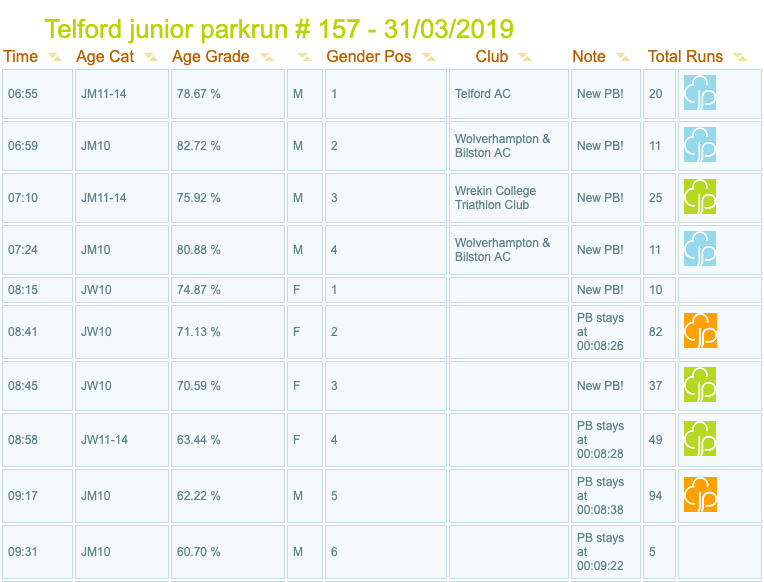 Telford junior parkrun # 157 - 31/03/2019
Time Age Cat Age Grade Gender Pos Club Note Total Runs
06:55 JM11-14 78.67 % M 1 Telford AC New PB! 20
06:59 JM10 82.72 % M 2 Wolverhampton & Bilston AC New PB! 11
07:10 JM11-14 75.92 % M 3 Wrekin College Triathlon Club New PB! 25
07:24 JM10 80.88 % M 4 Wolverhampton & Bilston AC New PB! 11
08:15 JW10 74.87 % F 1 New PB! 10
08:41 JW10 71.13 % F 2 PB stays at 00:08:26 82
08:45 JW10 70.59 % F 3 New PB! 37
08:58 JW11-14 63.44 % F 4 PB stays at 00:08:28 49
09:17 JM10 62.22 % M 5 PB stays at 00:08:38 94
09:31 JM10 60.70 % M 6 PB stays at 00:09:22 5